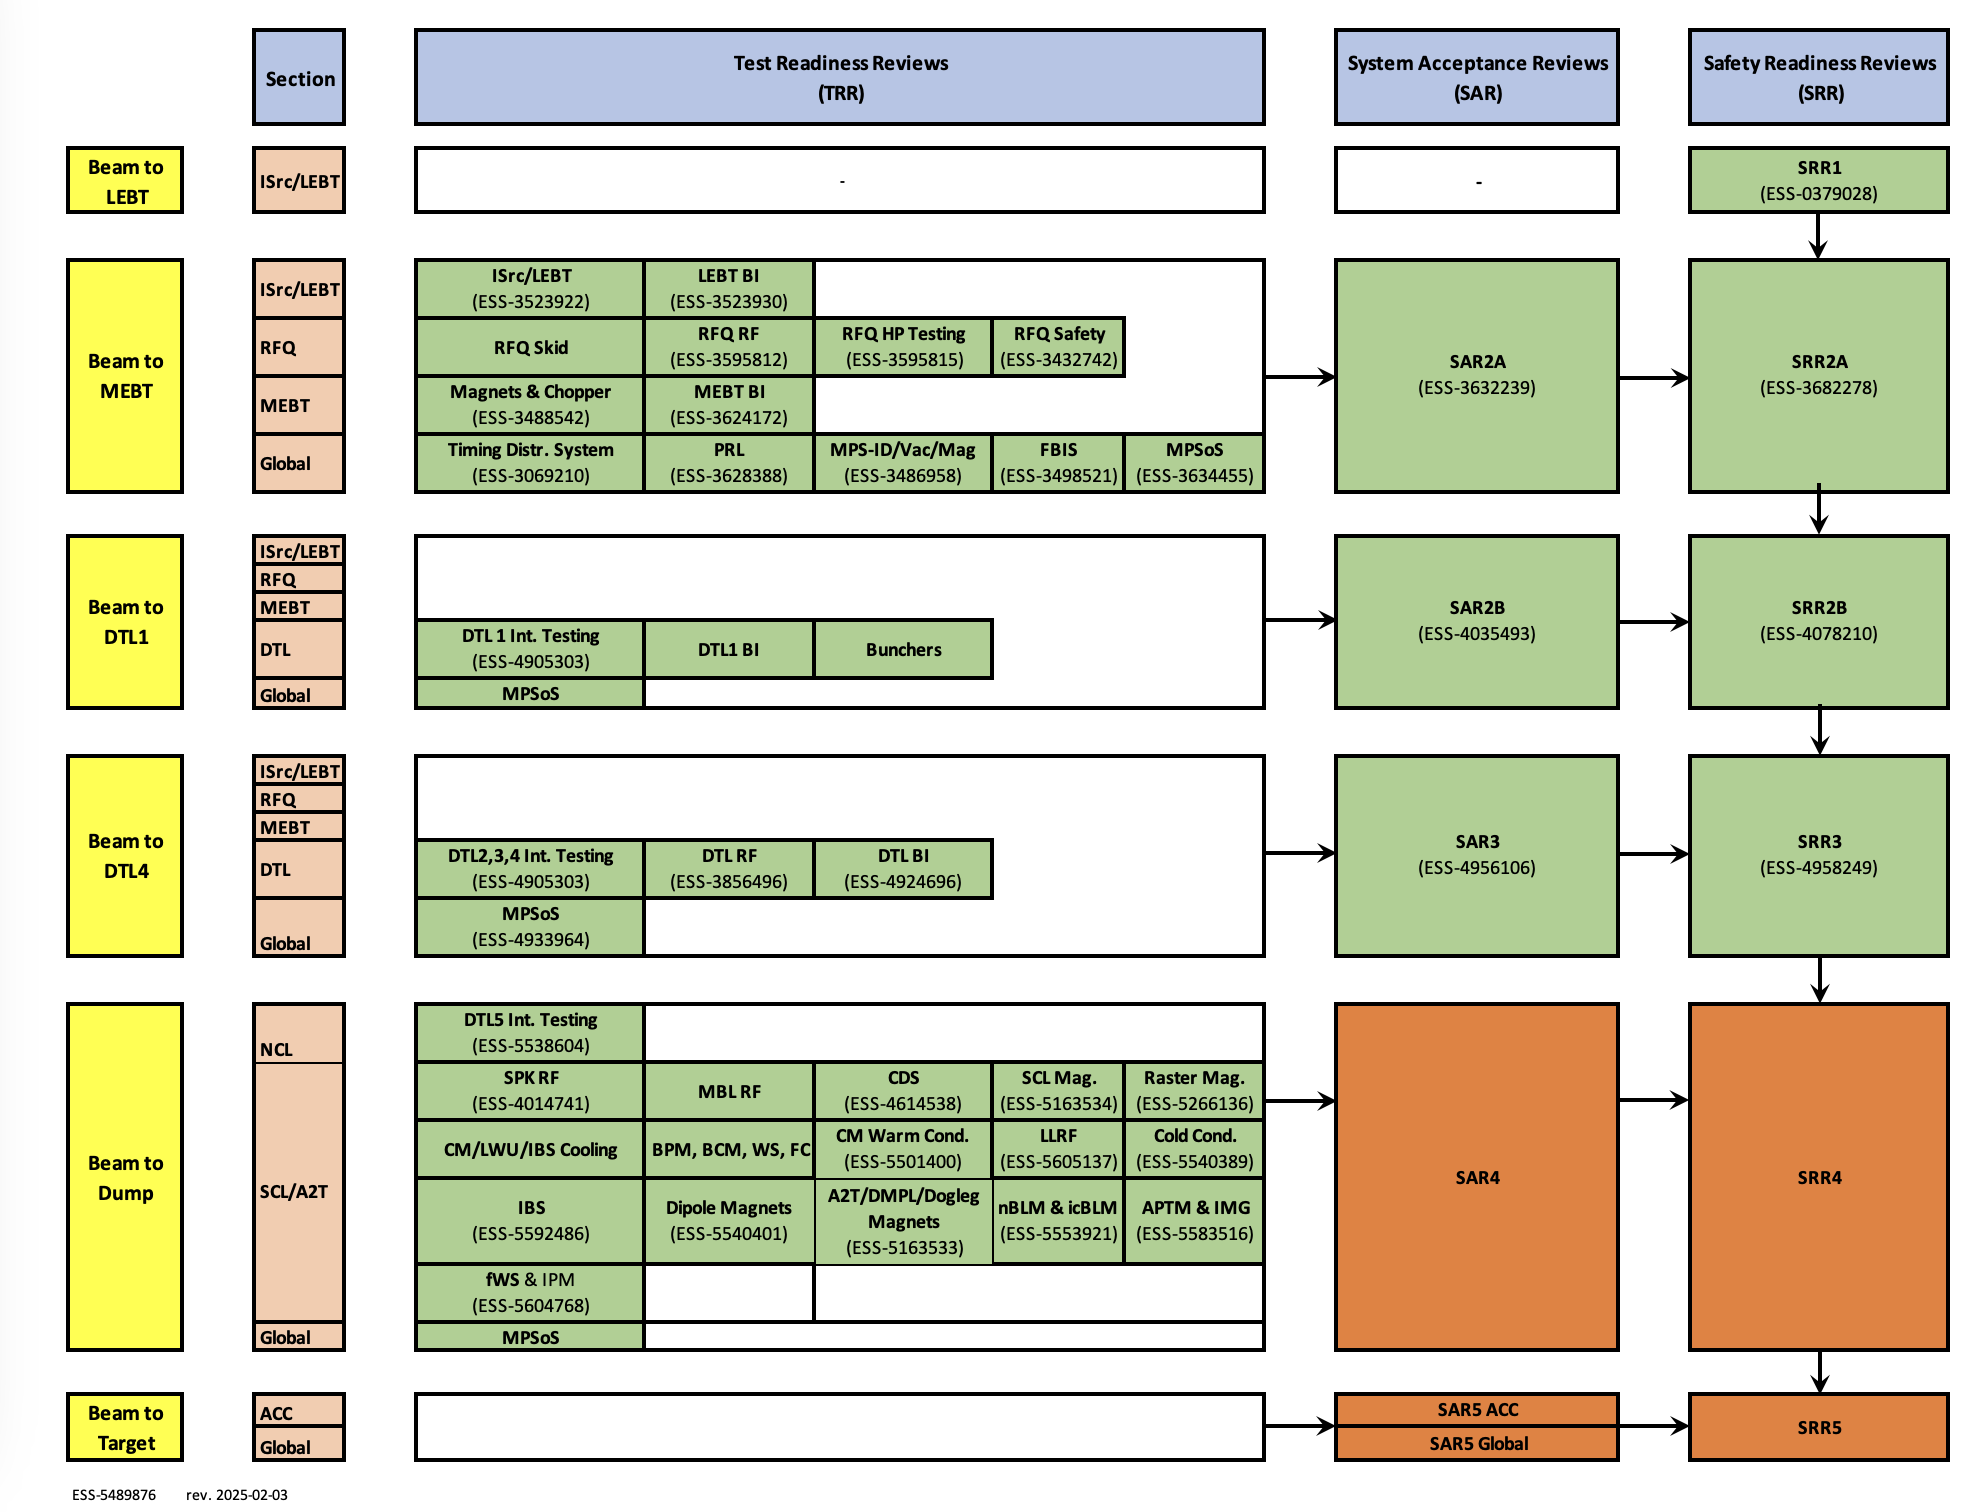 Section
Test Readiness Reviews
(TRR)
System Acceptance Reviews
(SAR)
Safety Readiness Reviews
(SRR)
Beam to
LEBT
ISrc/LEBT
-
-
SRR1
(ESS-0379028)
Beam to
MEBT
ISrc/LEBT
ISrc/LEBT
(ESS-3523922)
LEBT BI
(ESS-3523930)
RFQ
RFQ Skid
RFQ RF
(ESS-3595812)
RFQ HP Testing
(ESS-3595815)
RFQ Safety
(ESS-3432742)
MEBT
Magnets & Chopper
(ESS-3488542)
MEBT BI
(ESS-3624172)
Global
Timing Distr. System
(ESS-3069210)
PRL
(ESS-3628388)
MPS-ID/Vac/Mag
(ESS-3486958)
FBIS
(ESS-3498521)
MPSoS
(ESS-3634455)
SAR2A
(ESS-3632239)
SRR2A
(ESS-3682278)
Beam to
DTL1
ISrc/LEBT
RFQ
MEBT
DTL
DTL 1 Int. Testing
(ESS-4905303)
DTL1 BI
Bunchers
Global
MPSoS
SAR2B
(ESS-4035493)
SRR2B
(ESS-4078210)
Beam to
DTL4
ISrc/LEBT
RFQ
MEBT
DTL
DTL2,3,4 Int. Testing
(ESS-4905303)
DTL RF
(ESS-3856496)
DTL BI
(ESS-4924696)
Global
MPSoS
(ESS-4933964)
SAR3
(ESS-4956106)
SRR3
(ESS-4958249)
Beam to
Dump
NCL
DTL5 Int. Testing
(ESS-5538604)
SCL/A2T
SPK RF
(ESS-4014741)
MBL RF
CDS
(ESS-4614538)
SCL Mag.
(ESS-5163534)
Raster Mag.
(ESS-5266136)
CM/LWU/IBS Cooling
BPM, BCM, WS, FC
CM Warm Cond.
(ESS-5501400)
LLRF
(ESS-5605137)
Cold Cond.
(ESS-5540389)
IBS
(ESS-5592486)
Dipole Magnets
(ESS-5540401)
A2T/DMPL/Dogleg
Magnets
(ESS-5163533)
nBLM & icBLM
(ESS-5553921)
APTM & IMG
(ESS-5583516)
fWS & IPM
(ESS-5604768)
Global
MPSoS
SAR4
SRR4
Beam to
Target
ACC
Global
SAR5 ACC
SAR5 Global
SRR5
ESS-5489876 rev. 2025-02-03